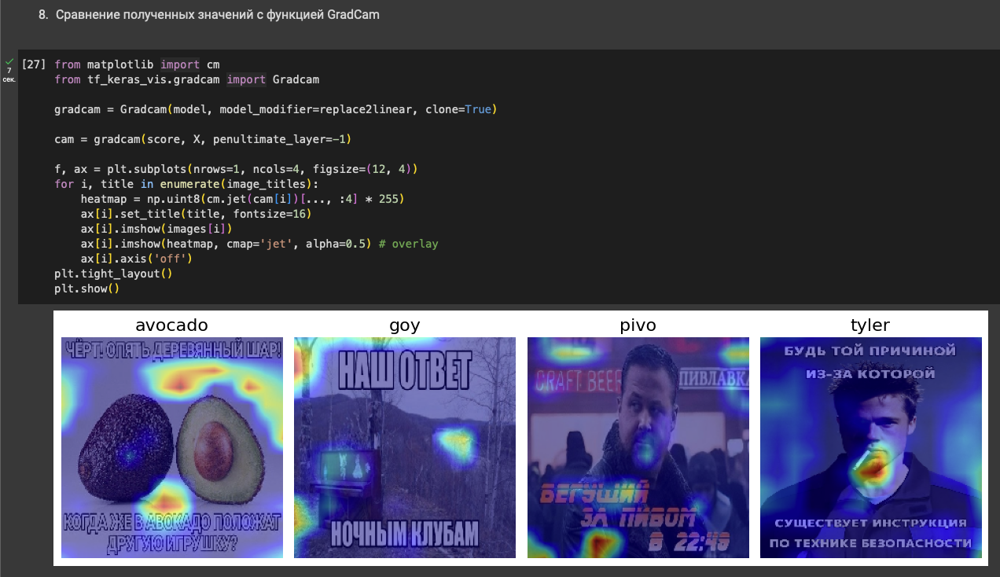 8. Сравнение полученных значений с функцией GradCam
[27] from matplotlib import cm
7
сек.
from tf_keras_vis.gradcam import Gradcam
gradcam = Gradcam(model, model_modifier=replace2linear, clone=True)
cam = gradcam(score, X, penultimate_layer=-1)
f, ax = plt.subplots(nrows=1, ncols=4, figsize=(12, 4))
for i, title in enumerate(image_titles):
    heatmap = np.uint8(cm.jet(cam[i])[..., :4] * 255)
    ax[i].set_title(title, fontsize=16)
    ax[i].imshow(images[i])
    ax[i].imshow(heatmap, cmap='jet', alpha=0.5) # overlay
    ax[i].axis('off')
plt.tight_layout()
plt.show()
avocado
ЧЁРТ! ОПЯТЬ ДЕРЕВЯННЫЙ ШАР!
КОГДА ЖЕ В АВОКАДО ПОЛОЖАТ
ДРУГУЮ ИГРУШКУ?
goy
НАШ ОТВЕТ
НОЧНЫМ КЛУБАМ
pivo
CRAFT BEER
ПИВЛАВКА
БЕГУЩИЙ
ЗА ПИВОМ
В 22:48
tyler
БУДЬ ТОЙ ПРИЧИНОЙ
ИЗ-ЗА КОТОРОЙ
СУЩЕСТВУЕТ ИНСТРУКЦИЯ
ПО ТЕХНИКЕ БЕЗОПАСНОСТИ